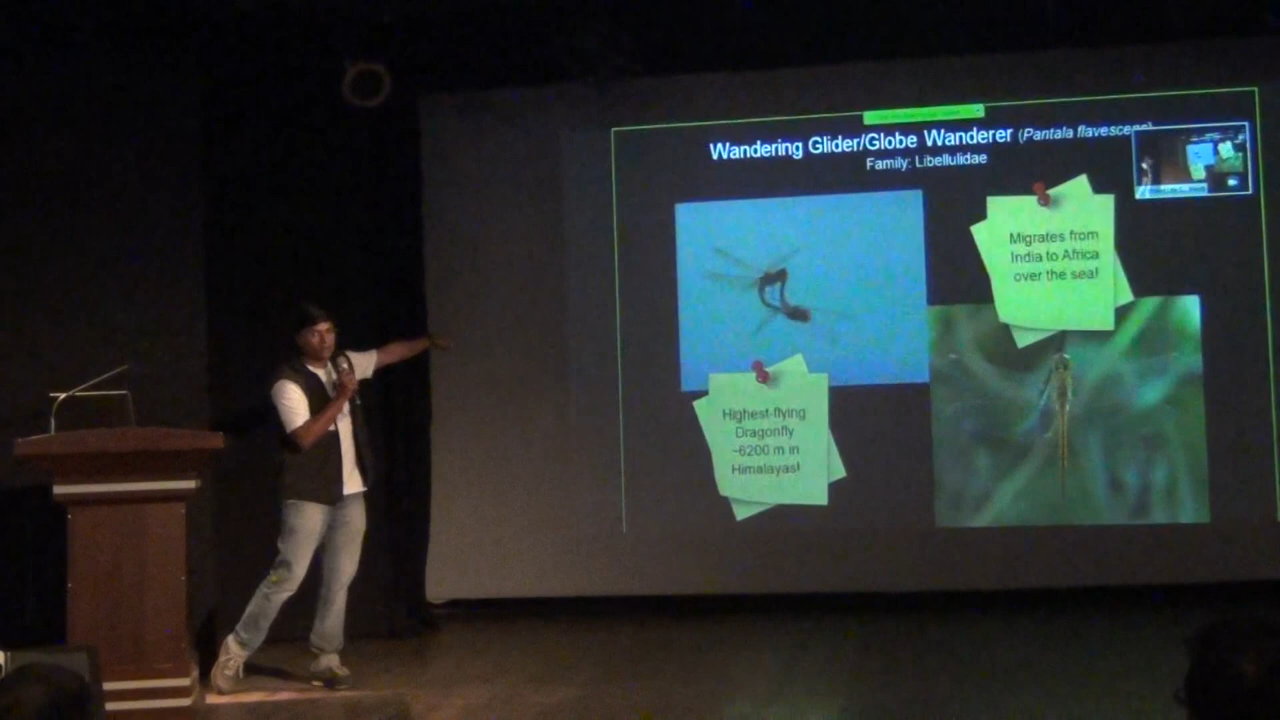 Wandering Glider/Globe Wanderer (Pantala flavescens)
Family: Libellulidae
Migrates from
India to Africa
over the sea!
Highest-flying
Dragonfly
~6200 m in
Himalayas!